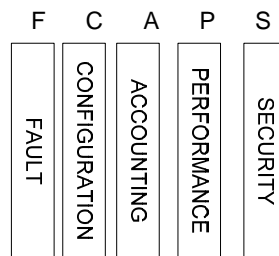 F C A P S
FAULT
CONFIGURATION
ACCOUNTING
PERFORMANCE
SECURITY